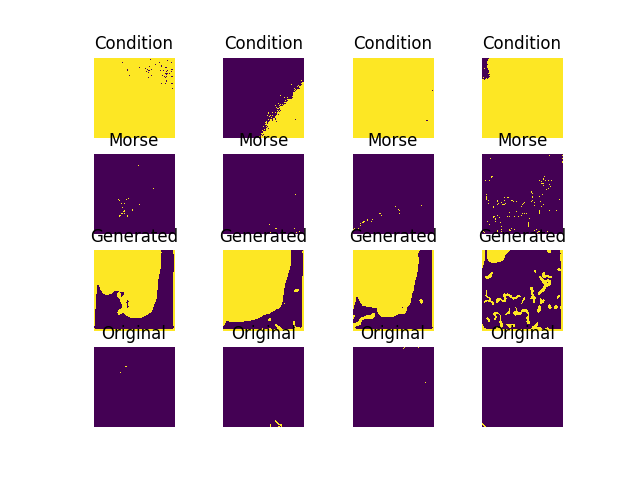 Condition Condition Condition Condition
Morse Morse Morse Morse
Generated Generated Generated Generated
Original Original Original Original